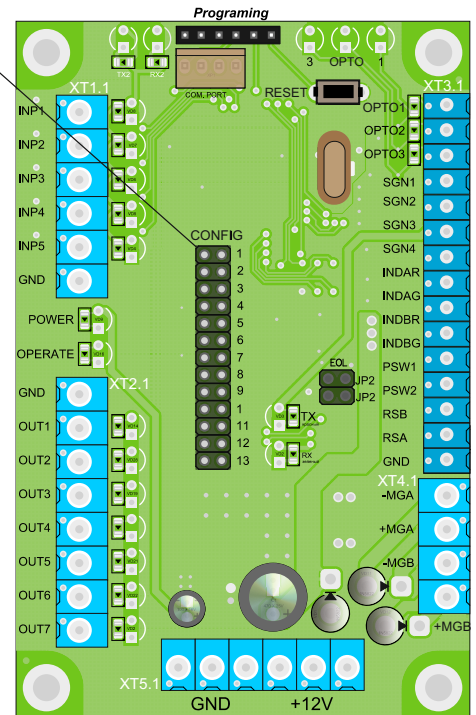 Programing
TX2 RX2
3 OPTO 1
COM, PORT
RESET
XT1.1
XT3.1
INP1
INP2
INP3
INP4
INP5
GND
OPTO1
OPTO2
OPTO3
SGN1
SGN2
SGN3
SGN4
INDAR
INDAG
INDBR
INDBG
PSW1
PSW2
RSB
RSA
GND
CONFIG
1
2
3
4
5
6
7
8
9
1
11
12
13
POWER
OPERATE
EOL
JP2
JP2
TX
RX
XT2.1
GND
OUT1
OUT2
OUT3
OUT4
OUT5
OUT6
OUT7
XT4.1
-MGA
+MGA
-MGB
+MGB
XT5.1
GND +12V